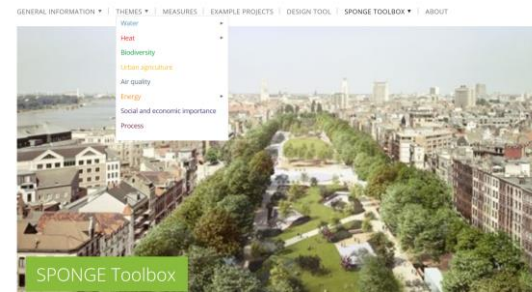 GENERAL INFORMATION ▼ | THEMES ▼ | MEASURES | EXAMPLE PROJECTS | DESIGN TOOL | SPONGE TOOLBOX ▼ | ABOUT
Water
Heat
Biodiversity
Urban agriculture
Air quality
Energy
Social and economic importance
Process
SPONGE Toolbox